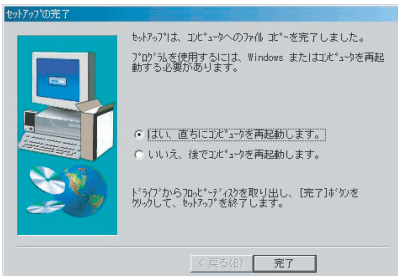 ｾｯﾄｱｯﾌﾟの完了
ｾｯﾄｱｯﾌﾟは、ｺﾝﾋﾟｭｰﾀへのﾌｧｲﾙ ｺﾋﾟｰを完了しました。
ﾌﾟﾛｸﾞﾗﾑを使用するには、Windows またはｺﾝﾋﾟｭｰﾀを再起
動する必要があります。
はい、直ちにｺﾝﾋﾟｭｰﾀを再起動します。
いいえ、後でｺﾝﾋﾟｭｰﾀを再起動します。
ﾄﾞﾗｲﾌﾞからﾌﾛｯﾋﾟｰﾃﾞｨｽｸを取り出し、[完了]ﾎﾞﾀﾝを
ｸﾘｯｸして、ｾｯﾄｱｯﾌﾟを終了します。
< 戻る(B)
完了